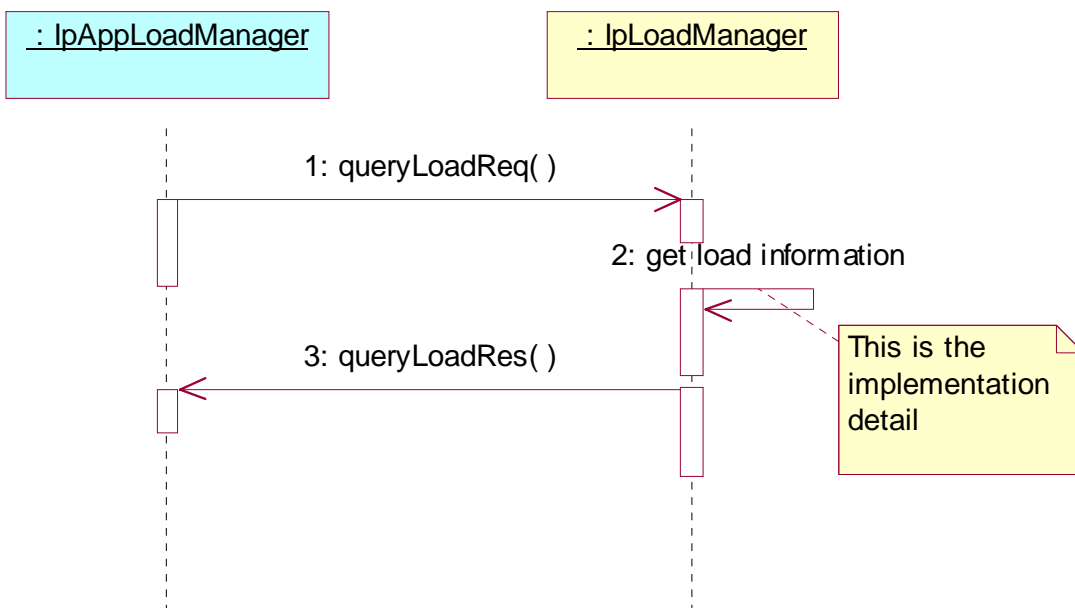 : IpAppLoadManager
: IpLoadManager
1: queryLoadReq( )
2: get load information
3: queryLoadRes( )
This is the
implementation
detail